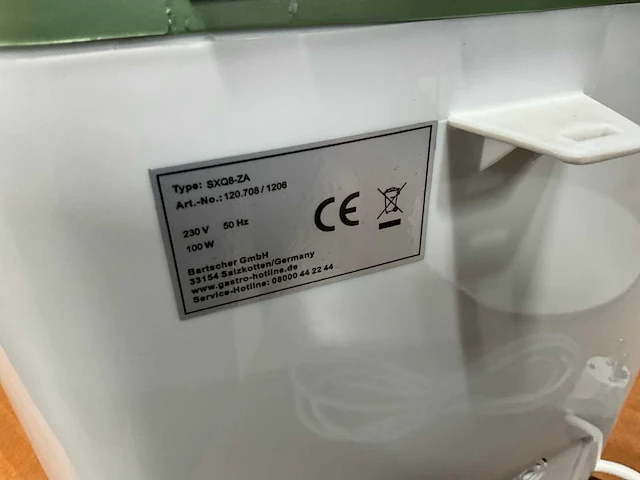 Type: SXQ8-ZA
Art.-No.: 120.708 / 1206
230 V 50 Hz
100 W
CE
Bartscher GmbH
33154 Salzkotten/Germany
www.gastro-hotline.de
Service-Hotline: 08000 44 22 44